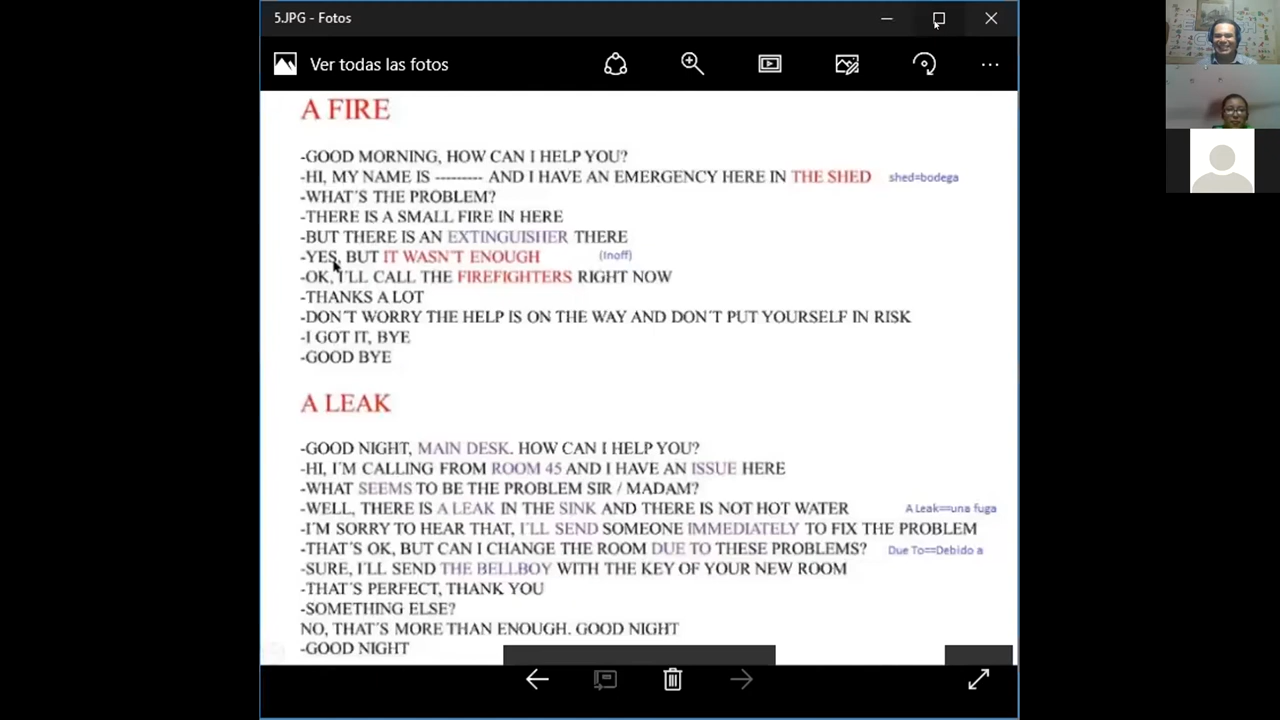 5.JPG - Fotos
Ver todas las fotos
A FIRE
-GOOD MORNING, HOW CAN I HELP YOU?
-HI, MY NAME IS --------- AND I HAVE AN EMERGENCY HERE IN THE SHED shed=bodega
-WHAT´S THE PROBLEM?
-THERE IS A SMALL FIRE IN HERE
-BUT THERE IS AN EXTINGUISHER THERE
-YES, BUT IT WASN´T ENOUGH (Inoff)
-OK, I´LL CALL THE FIREFIGHTERS RIGHT NOW
-THANKS A LOT
-DON´T WORRY THE HELP IS ON THE WAY AND DON´T PUT YOURSELF IN RISK
-I GOT IT, BYE
-GOOD BYE
A LEAK
-GOOD NIGHT, MAIN DESK. HOW CAN I HELP YOU?
-HI, I´M CALLING FROM ROOM 45 AND I HAVE AN ISSUE HERE
-WHAT SEEMS TO BE THE PROBLEM SIR / MADAM?
-WELL, THERE IS A LEAK IN THE SINK AND THERE IS NOT HOT WATER A Leak==una fuga
-I´M SORRY TO HEAR THAT, I´LL SEND SOMEONE IMMEDIATELY TO FIX THE PROBLEM
-THAT´S OK, BUT CAN I CHANGE THE ROOM DUE TO THESE PROBLEMS? Due To==Debido a
-SURE, I´LL SEND THE BELLBOY WITH THE KEY OF YOUR NEW ROOM
-THAT´S PERFECT, THANK YOU
-SOMETHING ELSE?
NO, THAT´S MORE THAN ENOUGH. GOOD NIGHT
-GOOD NIGHT